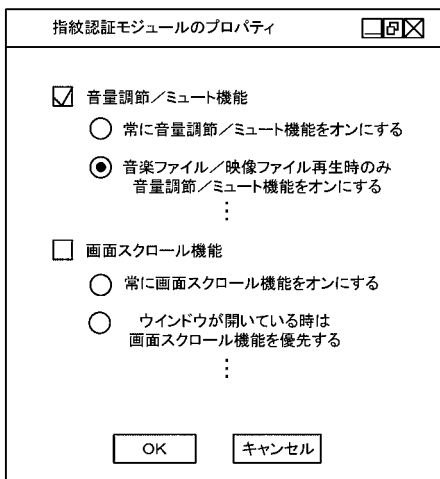 指紋認証モジュールのプロパティ
音量調節／ミュート機能
常に音量調節／ミュート機能をオンにする
音楽ファイル／映像ファイル再生時のみ
音量調節／ミュート機能をオンにする
⋮
画面スクロール機能
常に画面スクロール機能をオンにする
ウインドウが開いている時は
画面スクロール機能を優先する
⋮
OK
キャンセル